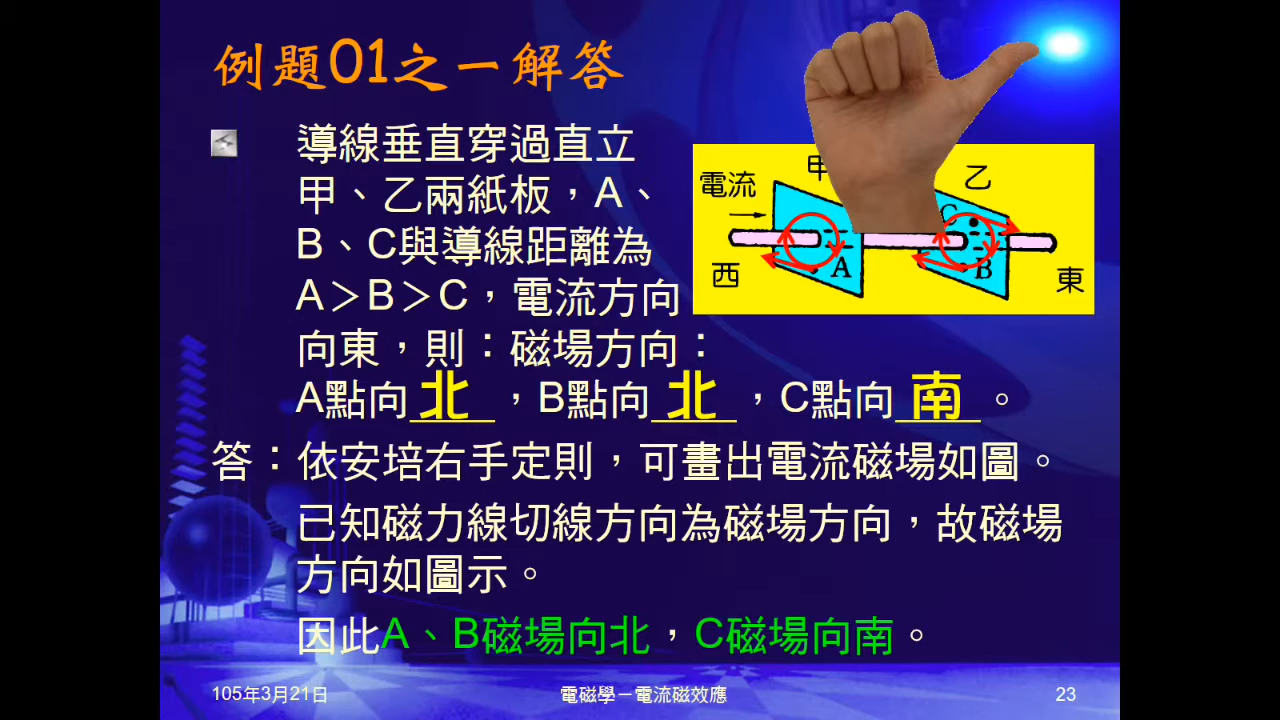 例題01之一解答
導線垂直穿過直立
甲、乙兩紙板，A、
B、C與導線距離為
A＞B＞C，電流方向
向東，則：磁場方向：
A點向北，B點向北，C點向南。
甲
乙
電流
C
A
B
西
東
答：依安培右手定則，可畫出電流磁場如圖。
已知磁力線切線方向為磁場方向，故磁場
方向如圖示。
因此A、B磁場向北，C磁場向南。
105年3月21日
電磁學－電流磁效應
23